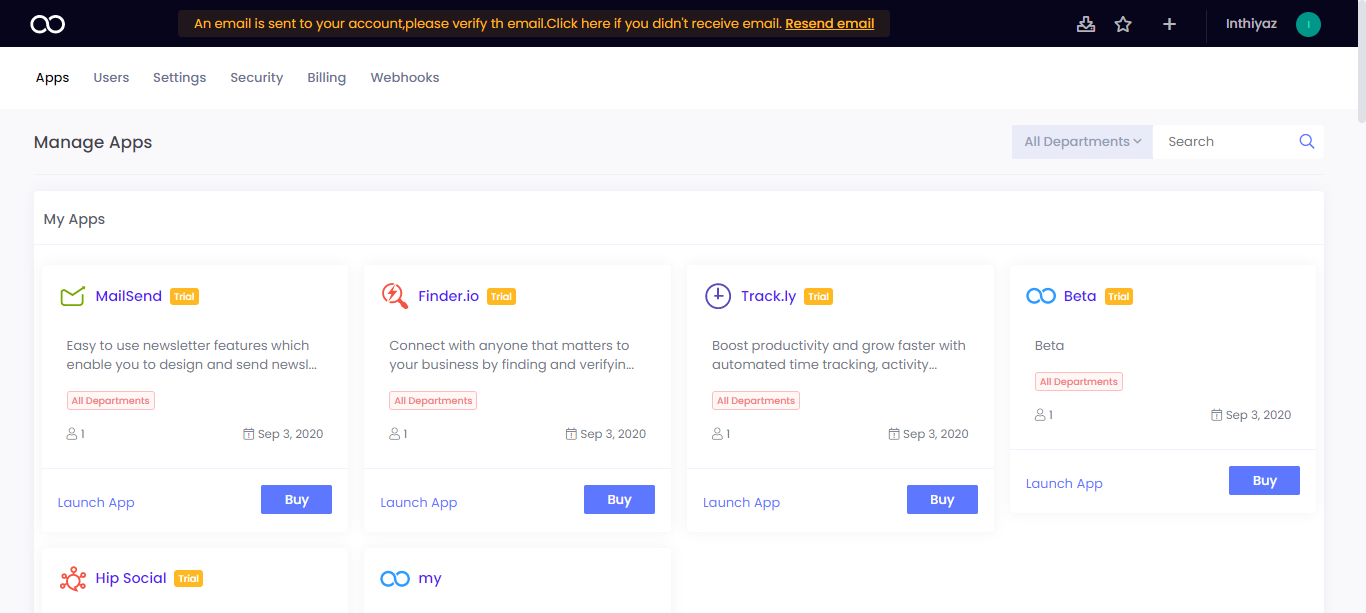 An email is sent to your account,please verify th email.Click here if you didn't receive email. Resend email
Inthiyaz
I
Apps Users Settings Security Billing Webhooks
Manage Apps
All Departments
Search
My Apps
MailSend Trial
Easy to use newsletter features which
enable you to design and send newsl...
All Departments
1
Sep 3, 2020
Launch App
Buy
Finder.io Trial
Connect with anyone that matters to
your business by finding and verifyin...
All Departments
1
Sep 3, 2020
Launch App
Buy
Track.ly Trial
Boost productivity and grow faster with
automated time tracking, activity...
All Departments
1
Sep 3, 2020
Launch App
Buy
Beta Trial
Beta
All Departments
1
Sep 3, 2020
Launch App
Buy
Hip Social Trial
my